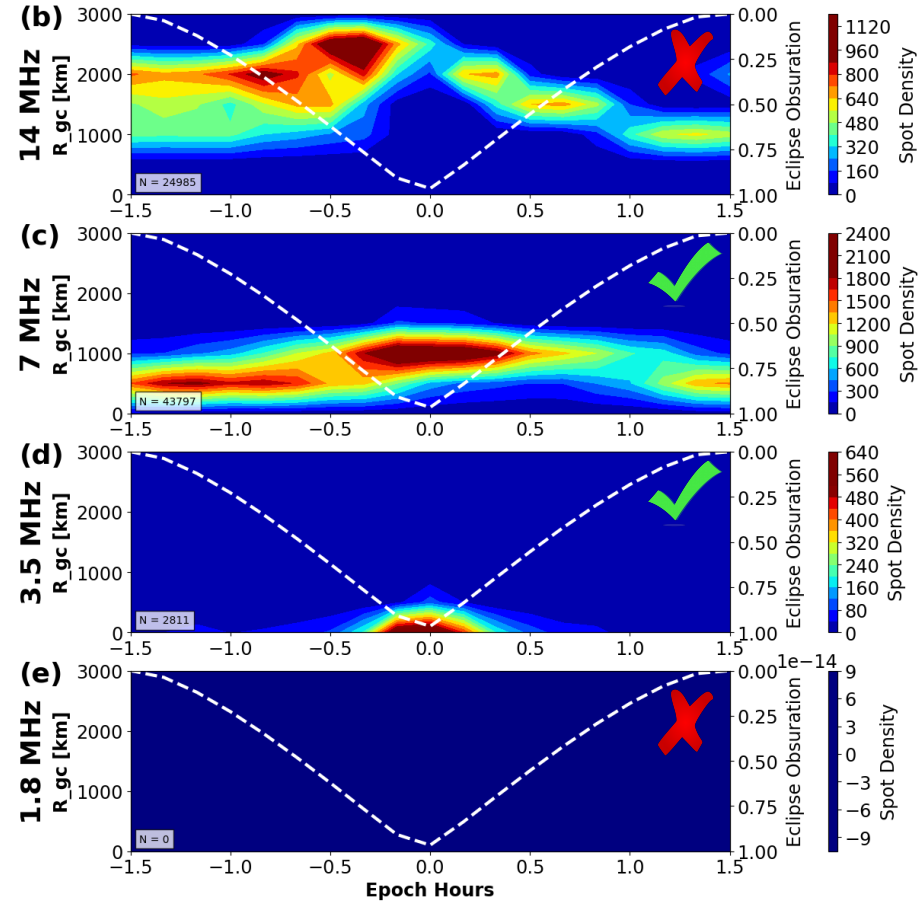 (b)
14 MHz
R_gc [km]
3000
2000
1000
0
N = 24985
−1.5 −1.0 −0.5 0.0 0.5 1.0 1.5
0.00
0.25
0.50
0.75
1.00
Eclipse Obsuration
1120
960
800
640
480
320
160
0
Spot Density
(c)
7 MHz
R_gc [km]
3000
2000
1000
0
N = 43797
−1.5 −1.0 −0.5 0.0 0.5 1.0 1.5
0.00
0.25
0.50
0.75
1.00
Eclipse Obsuration
2400
2100
1800
1500
1200
900
600
300
0
Spot Density
(d)
3.5 MHz
R_gc [km]
3000
2000
1000
0
N = 2811
−1.5 −1.0 −0.5 0.0 0.5 1.0 1.5
0.00
0.25
0.50
0.75
1.00
Eclipse Obsuration
640
560
480
400
320
240
160
80
0
Spot Density
(e)
1.8 MHz
R_gc [km]
3000
2000
1000
0
N = 0
−1.5 −1.0 −0.5 0.0 0.5 1.0 1.5
Epoch Hours
0.00
0.25
0.50
0.75
1.00
Eclipse Obsuration
1e−14
9
6
3
0
−3
−6
−9
Spot Density